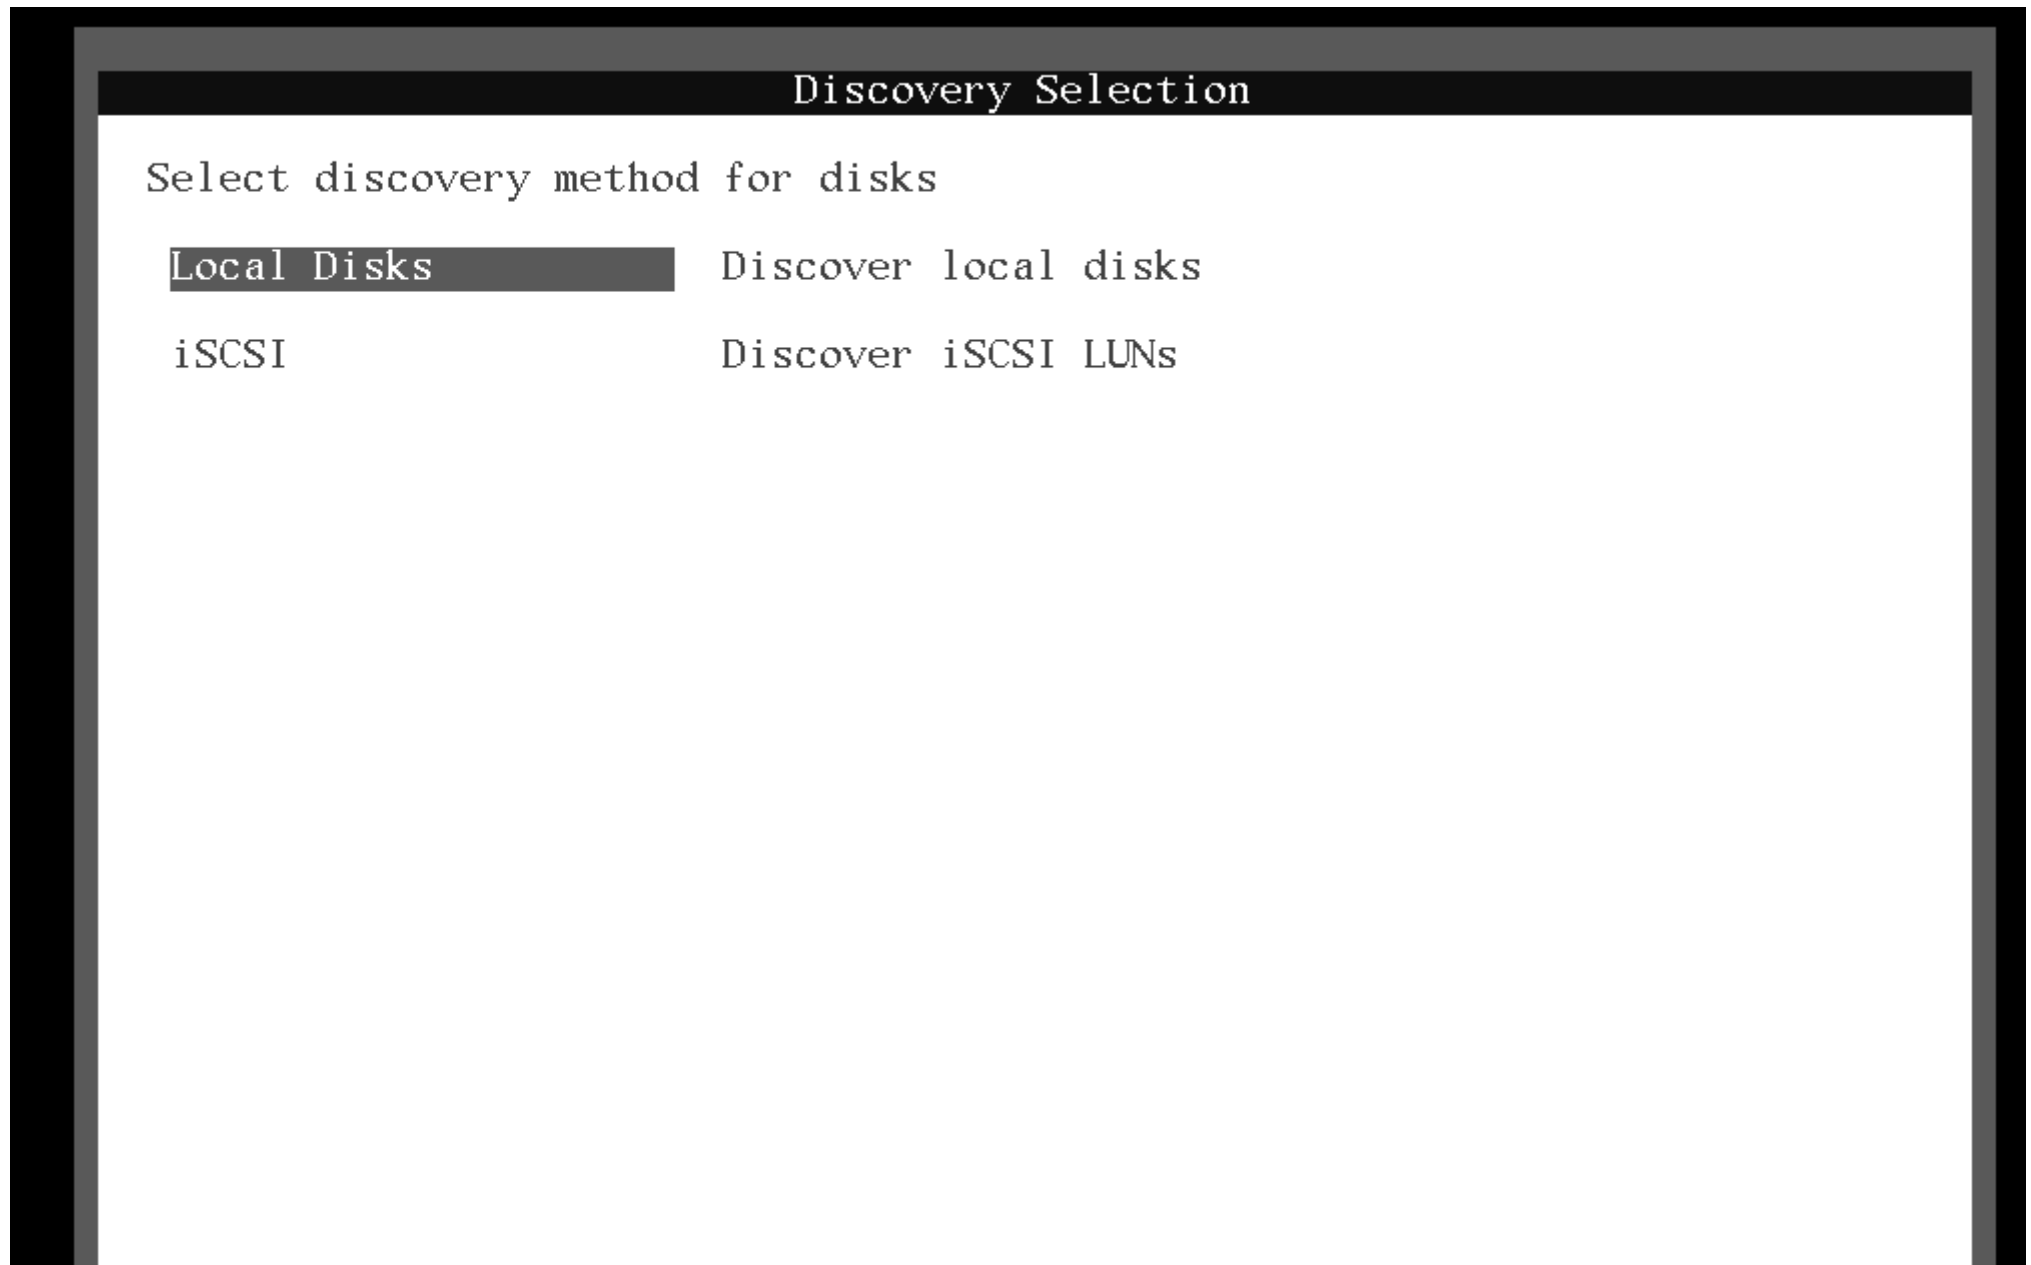 Discovery Selection
Select discovery method for disks
Local Disks Discover local disks
iSCSI Discover iSCSI LUNs